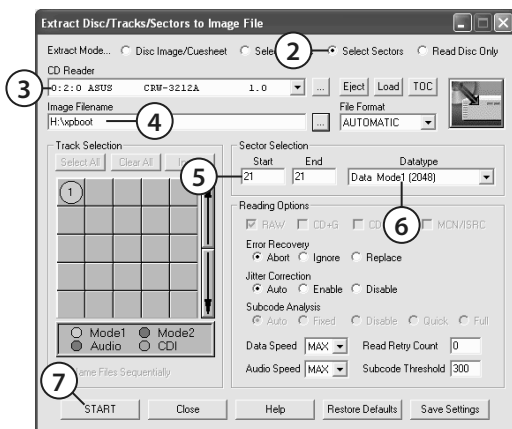 Extract Disc/Tracks/Sectors to Image File
Extract Mode... Disc Image/Cuesheet Sele 2 Select Sectors Read Disc Only
CD Reader
3 0:2:0 ASUS CRW-3212A 1.0 ... Eject Load TOC
Image Filename File Format
H:\xpboot 4 ... AUTOMATIC
Track Selection Sector Selection
Select All Clear All In Start End Datatype
5 21 21 Data Mode1 (2048)
1 Reading Options 6
RAW CD+G CD MCN/ISRC
Error Recovery
Abort Ignore Replace
Jitter Correction
Auto Enable Disable
Subcode Analysis
Auto Fixed Disable Quick Full
Mode1 Mode2
Audio CDI
Data Speed MAX Read Retry Count 0
Audio Speed MAX Subcode Threshold 300
7 ame Files Sequentially
START Close Help Restore Defaults Save Settings